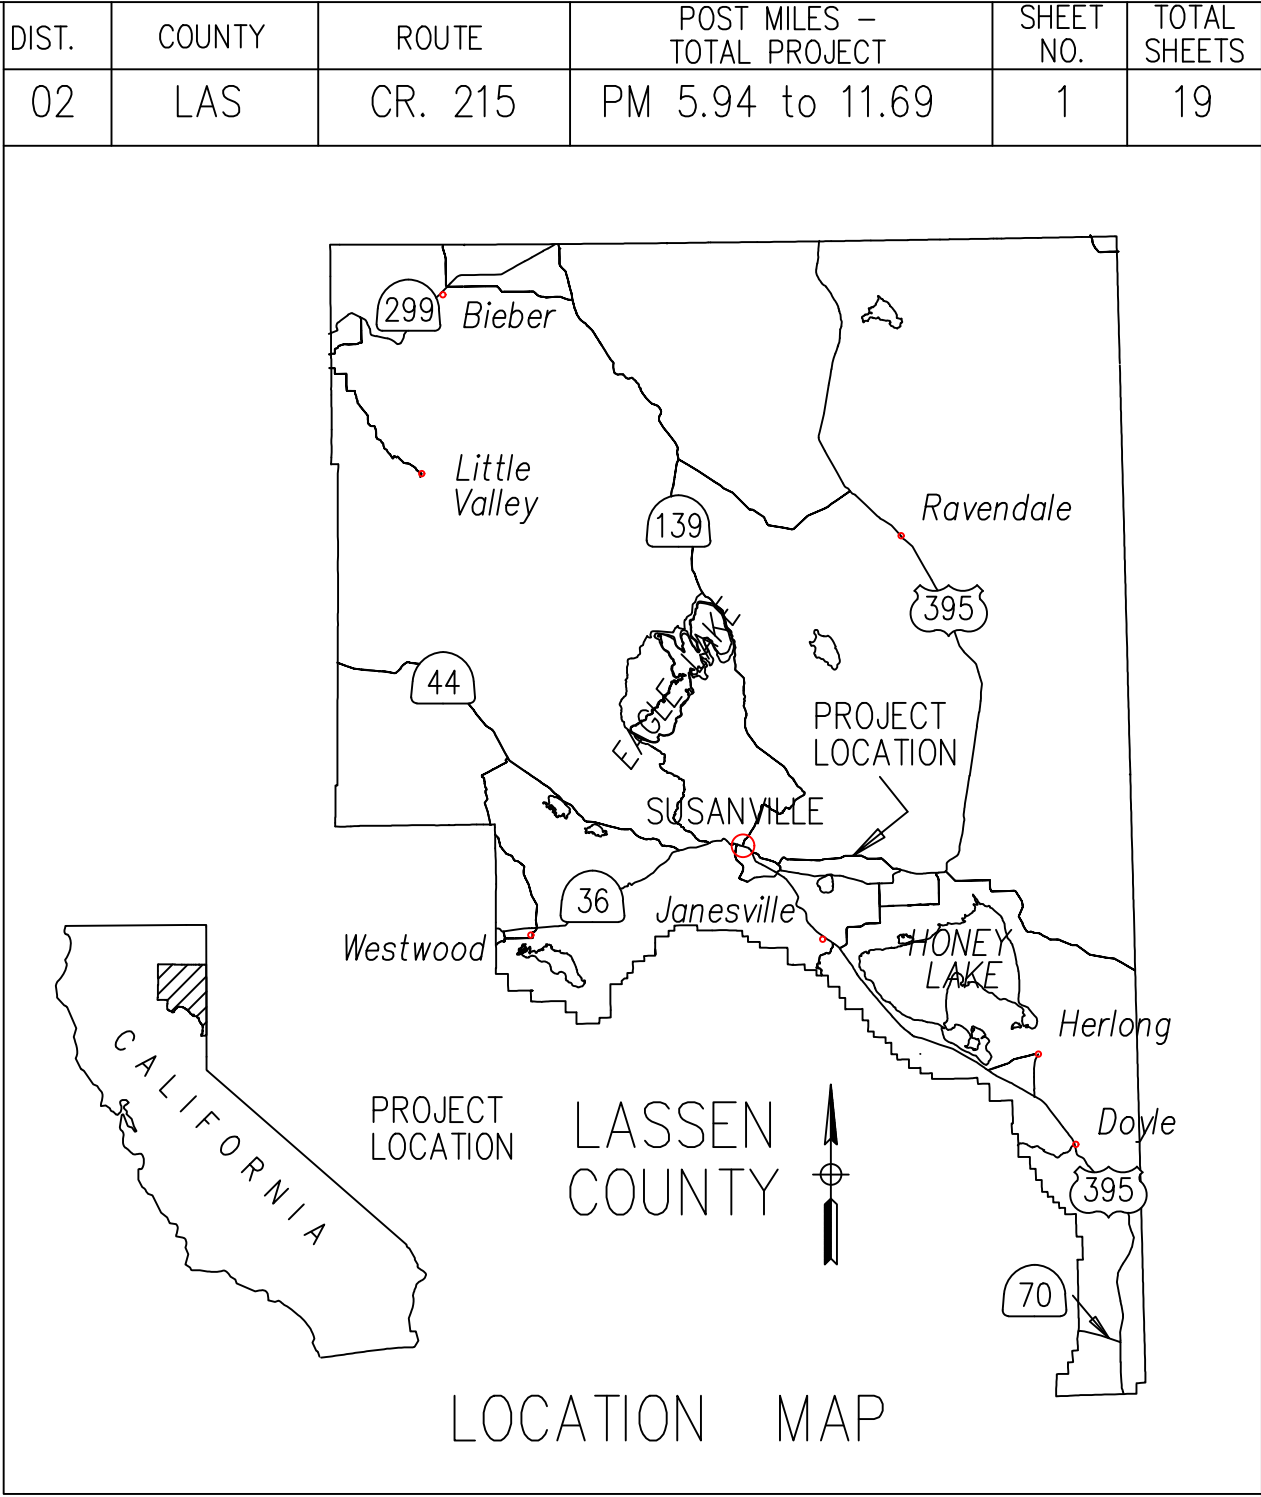 DIST.
COUNTY
ROUTE
POST MILES –
TOTAL PROJECT
SHEET
NO.
TOTAL
SHEETS
02
LAS
CR. 215
PM 5.94 to 11.69
1
19
299
Bieber
Little
Valley
139
Ravendale
395
44
EAGLE LAKE
PROJECT
LOCATION
SUSANVILLE
36
Janesville
Westwood
HONEY
LAKE
Herlong
CALIFORNIA
PROJECT
LOCATION
LASSEN
COUNTY
Doyle
395
70
LOCATION MAP